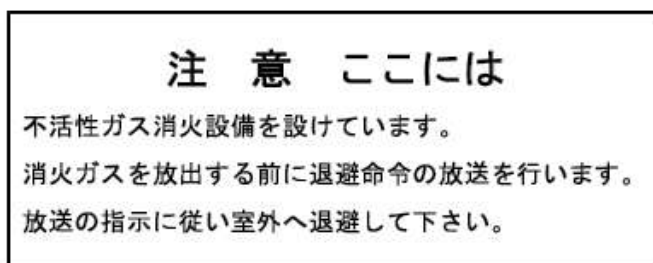 注　意　ここには
不活性ガス消火設備を設けています。
消火ガスを放出する前に退避命令の放送を行います。
放送の指示に従い室外へ退避して下さい。